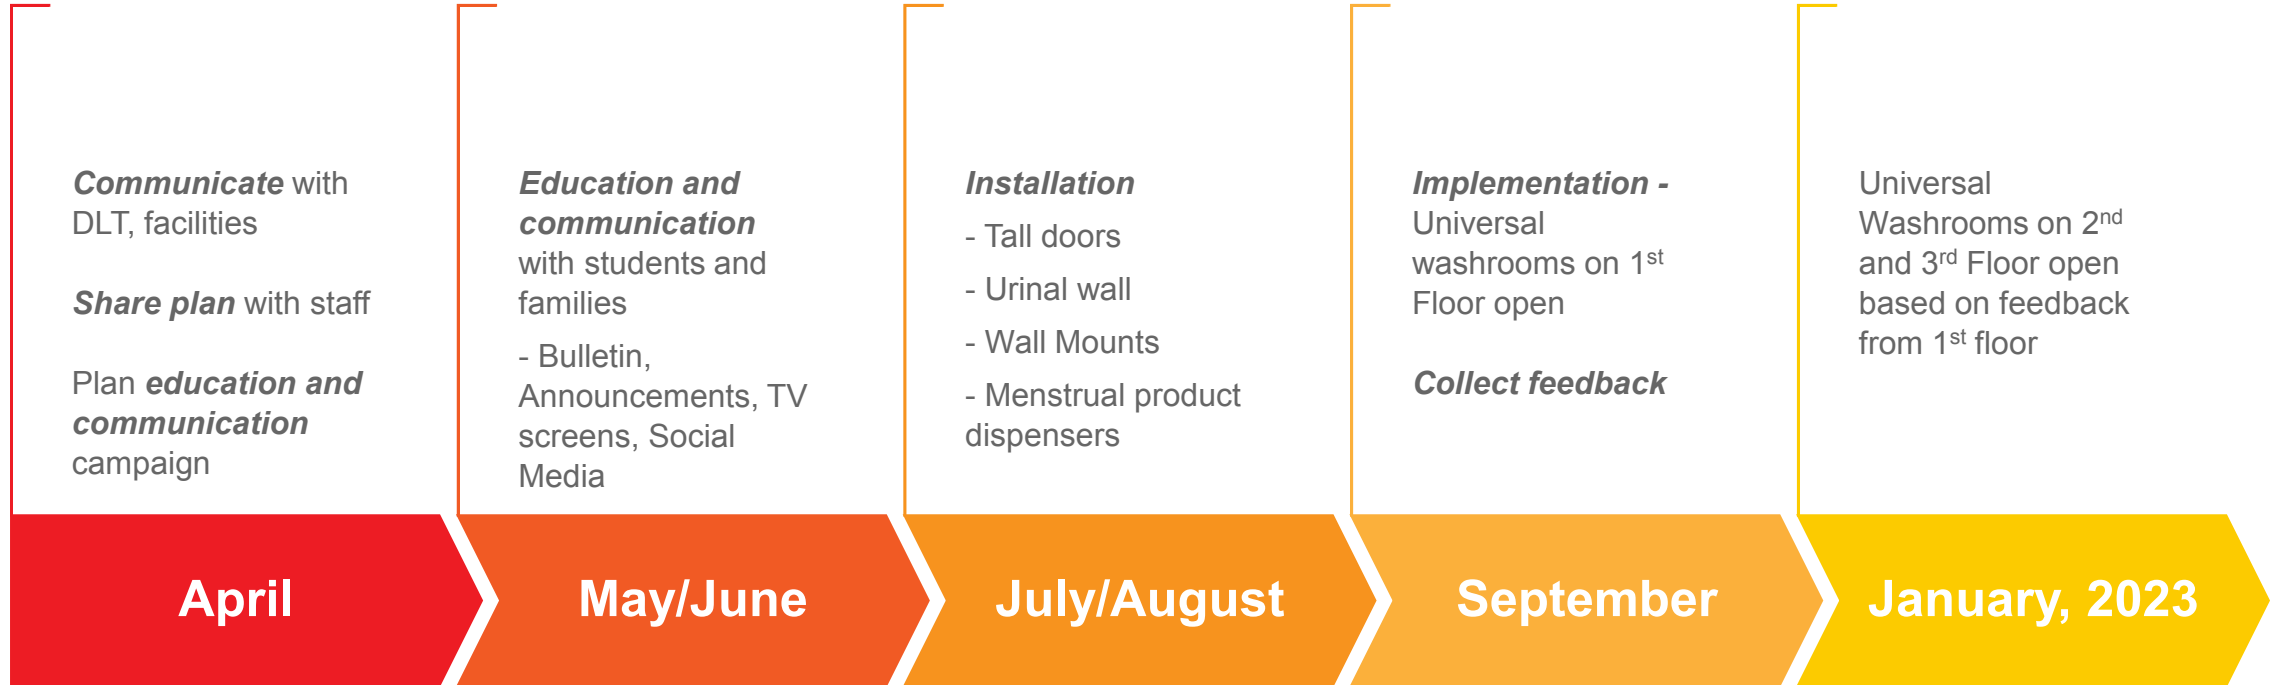 Communicate with
DLT, facilities
Share plan with staff
Plan education and
communication
campaign
Education and
communication
with students and
families
- Bulletin,
Announcements, TV
screens, Social
Media
Installation
- Tall doors
- Urinal wall
- Wall Mounts
- Menstrual product
dispensers
Implementation -
Universal
washrooms on 1st
Floor open
Collect feedback
Universal
Washrooms on 2nd
and 3rd Floor open
based on feedback
from 1st floor
April
May/June
July/August
September
January, 2023